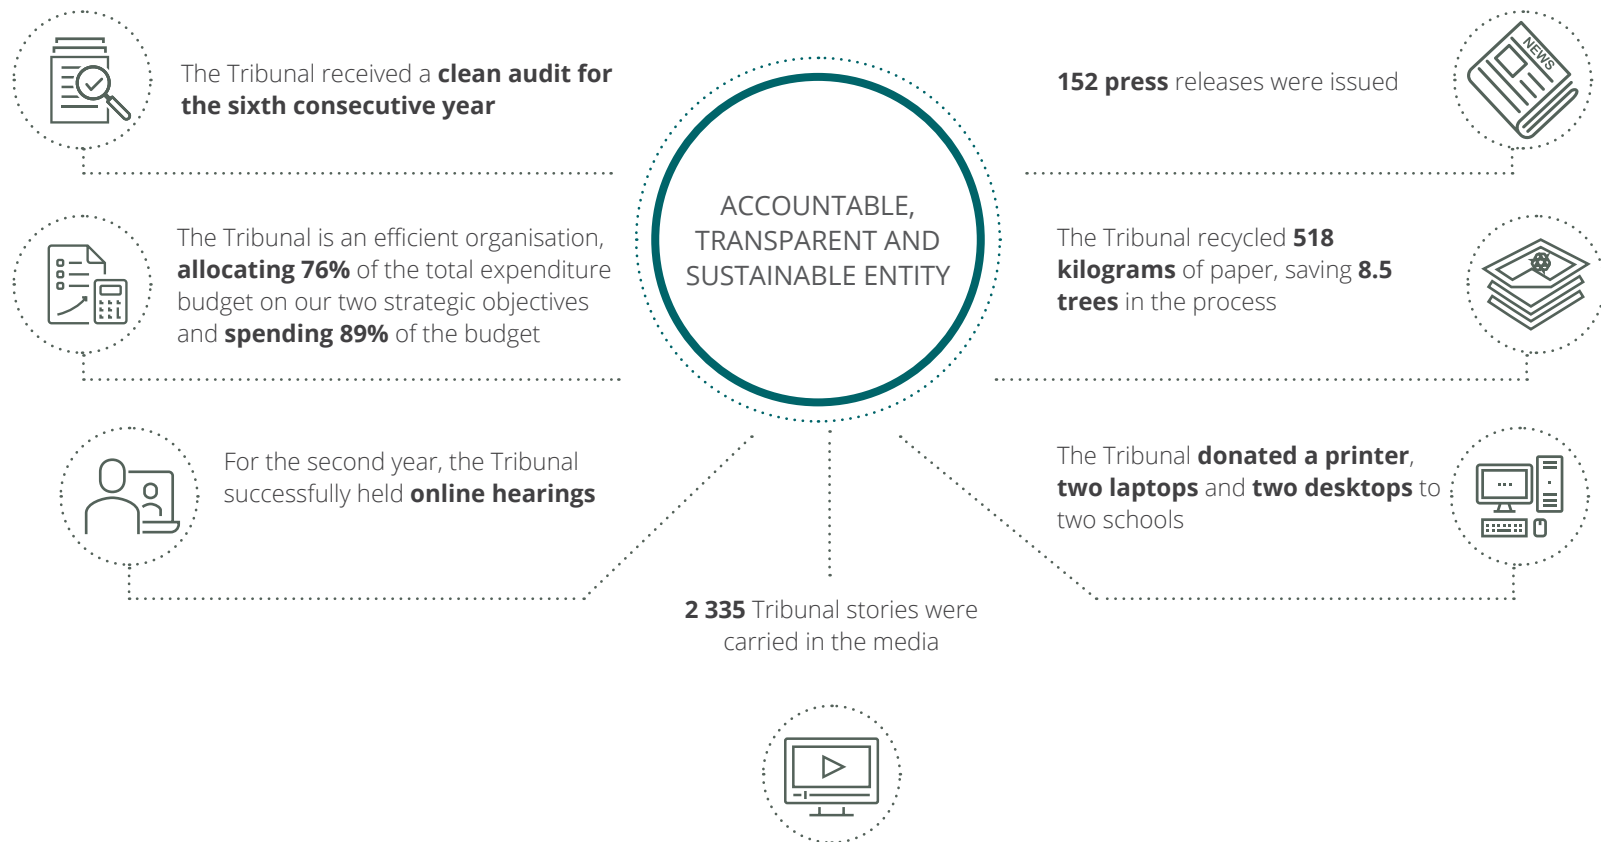 The Tribunal received a clean audit for
the sixth consecutive year
The Tribunal is an efficient organisation,
allocating 76% of the total expenditure
budget on our two strategic objectives
and spending 89% of the budget
For the second year, the Tribunal
successfully held online hearings
ACCOUNTABLE,
TRANSPARENT AND
SUSTAINABLE ENTITY
2 335 Tribunal stories were
carried in the media
152 press releases were issued
NEWS
The Tribunal recycled 518
kilograms of paper, saving 8.5
trees in the process
The Tribunal donated a printer,
two laptops and two desktops to
two schools